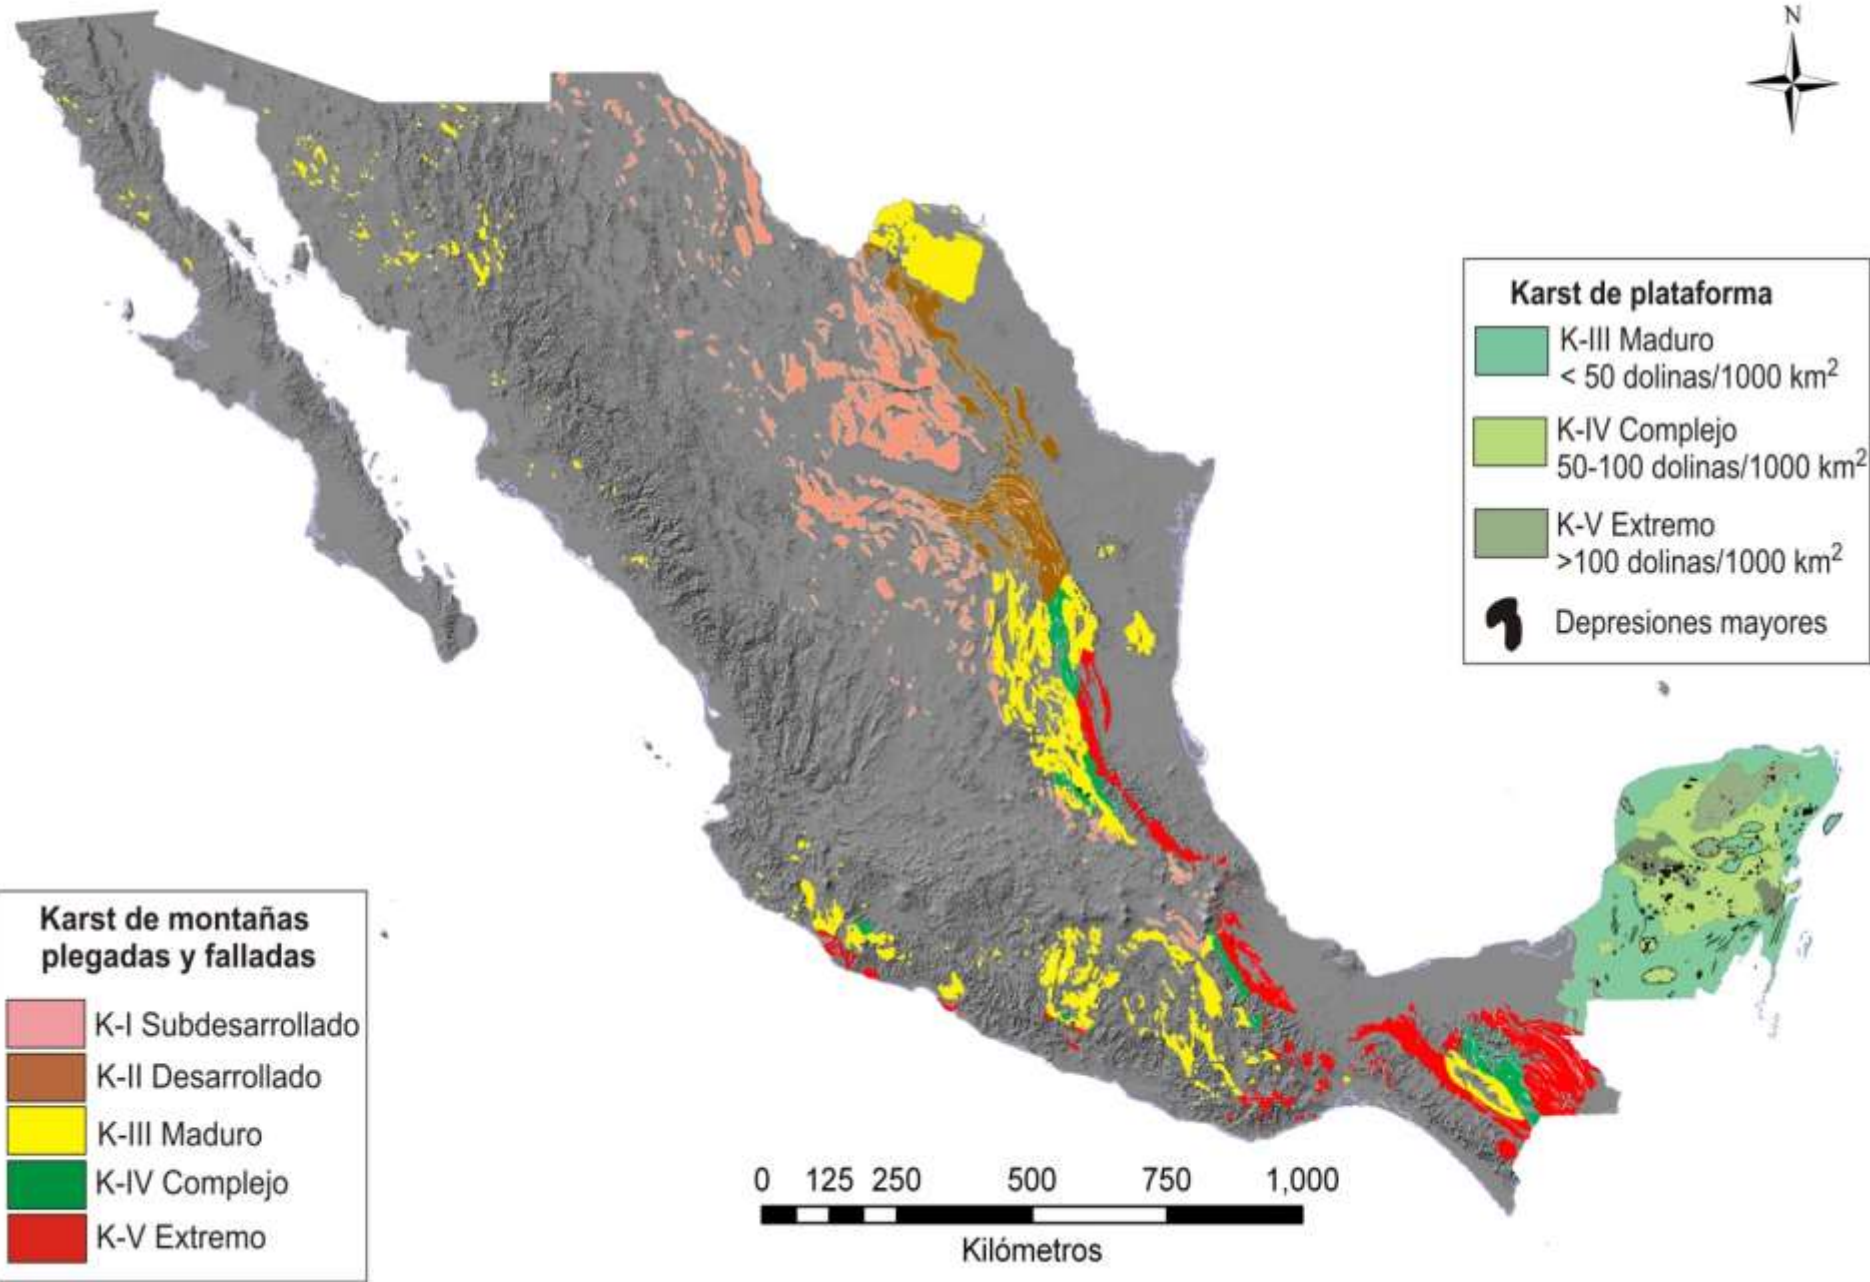 N
Karst de plataforma
K-III Maduro
< 50 dolinas/1000 km²
K-IV Complejo
50-100 dolinas/1000 km²
K-V Extremo
>100 dolinas/1000 km²
Depresiones mayores
Karst de montañas
plegadas y falladas
K-I Subdesarrollado
K-II Desarrollado
K-III Maduro
K-IV Complejo
K-V Extremo
0 125 250 500 750 1,000
Kilómetros